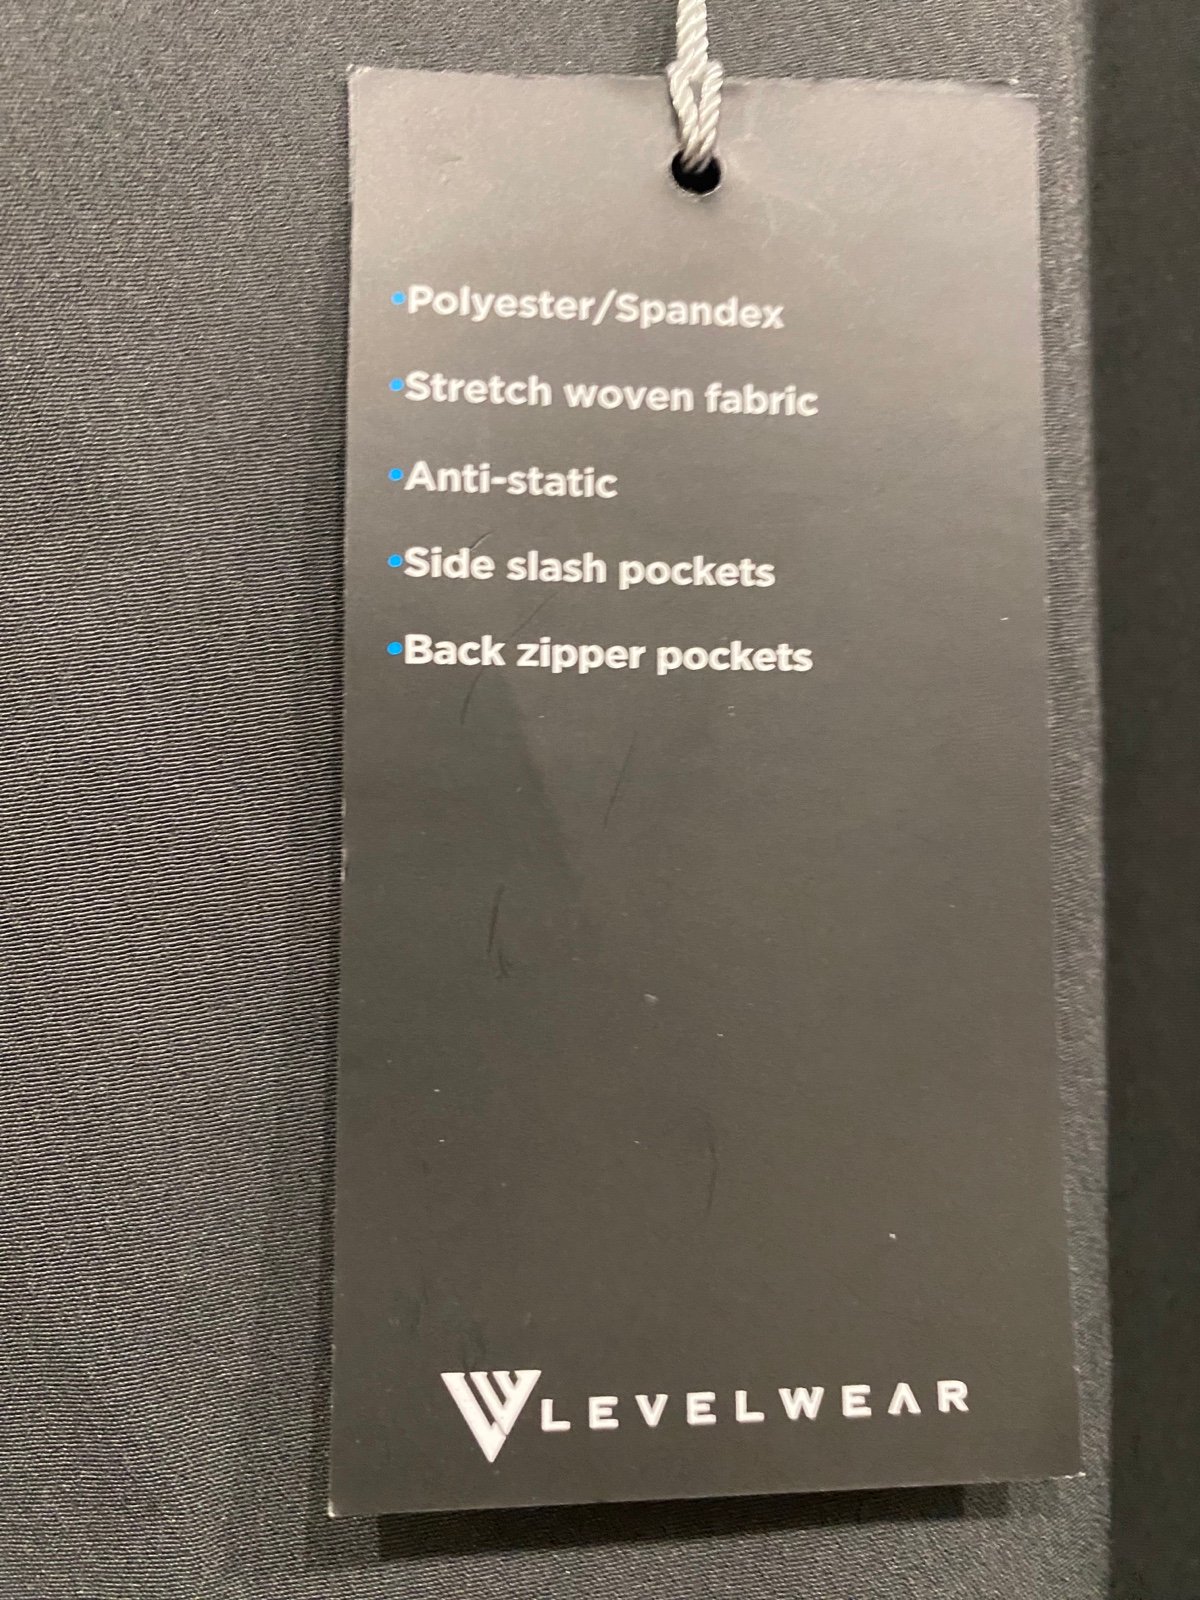 •Polyester/Spandex
•Stretch woven fabric
•Anti-static
•Side slash pockets
•Back zipper pockets
LEVELWEAR